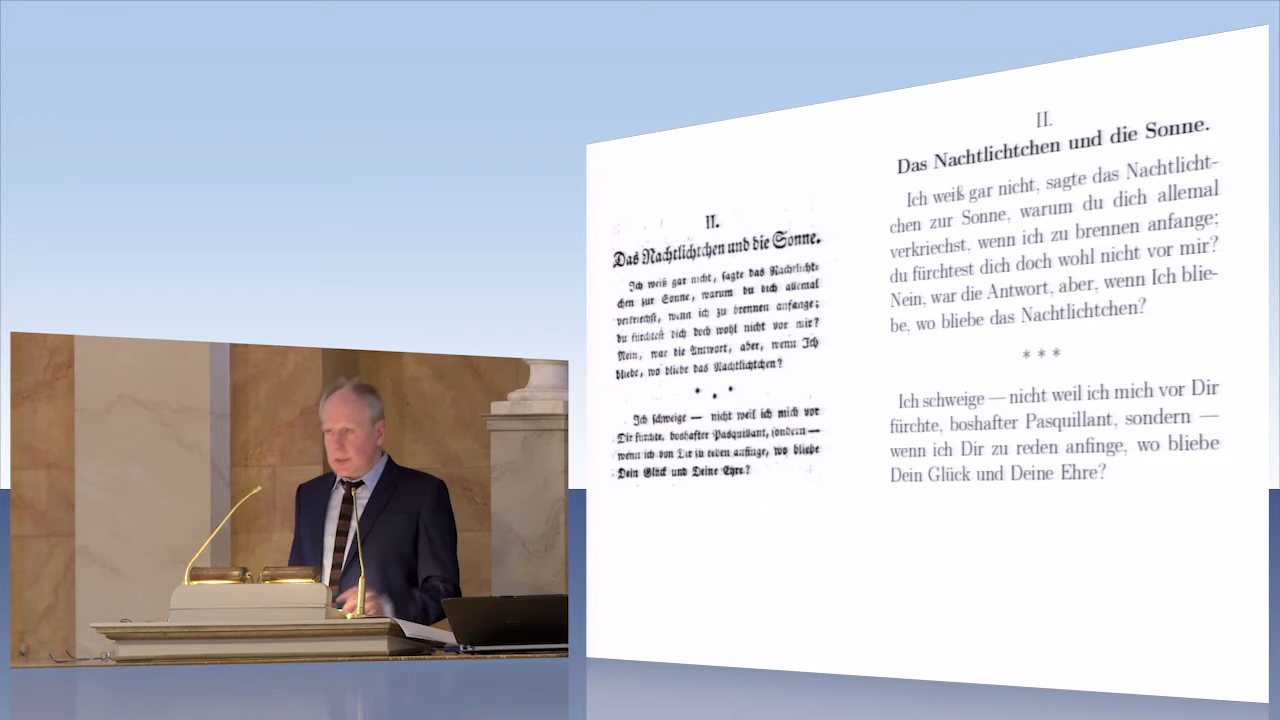 II.
Das Nachtlichtchen und die Sonne.
Ich weiß gar nicht, sagte das Nachtlicht-
chen zur Sonne, warum du dich allemal
verkriechst, wenn ich zu brennen anfange;
du fürchtest dich doch wohl nicht vor mir?
Nein, war die Antwort, aber, wenn Ich
bliebe, wo bliebe das Nachtlichtchen?
* * *
Ich schweige — nicht weil ich mich vor
Dir fürchte, boshafter Pasquillant, sondern —
wenn ich von Dir zu reden anfinge, wo bliebe
Dein Glück und Deine Ehre?
II.
Das Nachtlichtchen und die Sonne.
Ich weiß gar nicht, sagte das Nachtlicht-
chen zur Sonne, warum du dich allemal
verkriechst, wenn ich zu brennen anfange;
du fürchtest dich doch wohl nicht vor mir?
Nein, war die Antwort, aber, wenn Ich blie-
be, wo bliebe das Nachtlichtchen?
* * *
Ich schweige — nicht weil ich mich vor Dir
fürchte, boshafter Pasquillant, sondern —
wenn ich Dir zu reden anfinge, wo bliebe
Dein Glück und Deine Ehre?